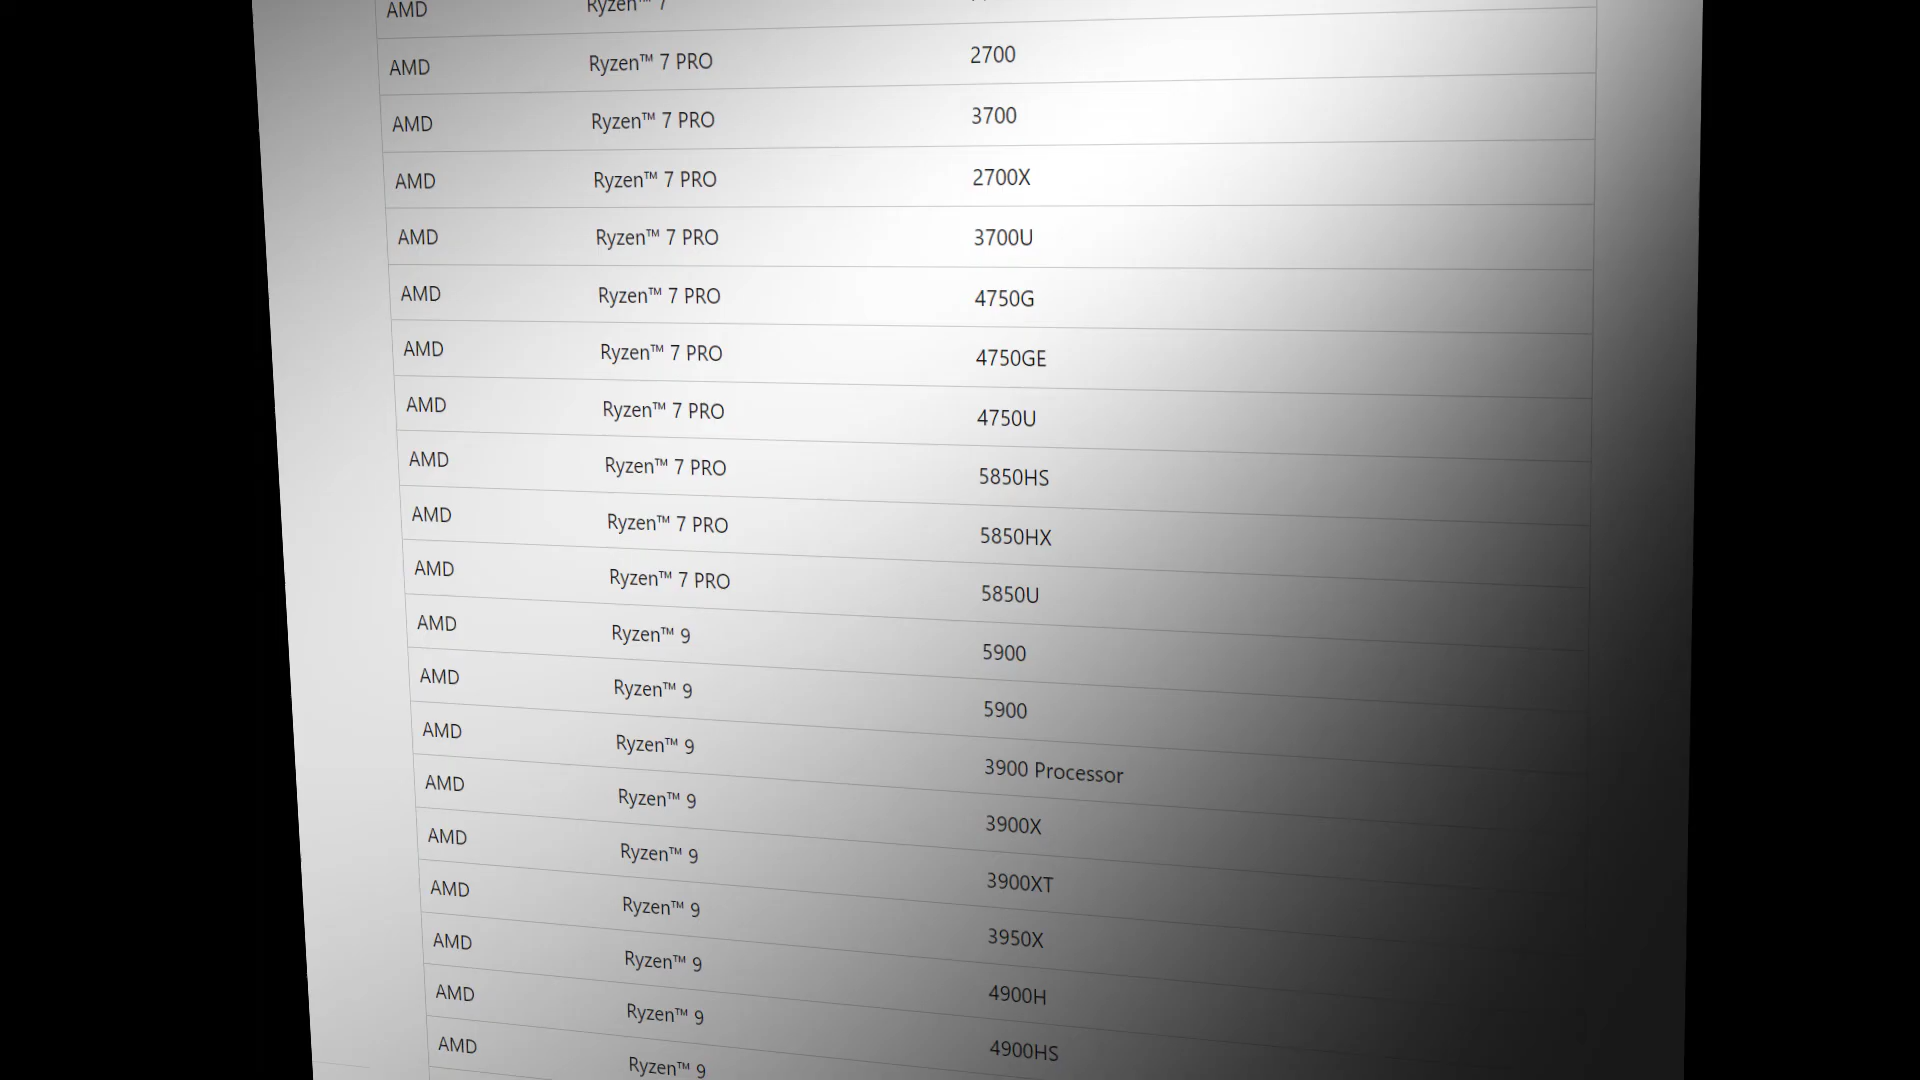 AMD Ryzen™ 7
AMD Ryzen™ 7 PRO 2700
AMD Ryzen™ 7 PRO 3700
AMD Ryzen™ 7 PRO 2700X
AMD Ryzen™ 7 PRO 3700U
AMD Ryzen™ 7 PRO 4750G
AMD Ryzen™ 7 PRO 4750GE
AMD Ryzen™ 7 PRO 4750U
AMD Ryzen™ 7 PRO 5850HS
AMD Ryzen™ 7 PRO 5850HX
AMD Ryzen™ 7 PRO 5850U
AMD Ryzen™ 9 5900
AMD Ryzen™ 9 5900
AMD Ryzen™ 9 3900 Processor
AMD Ryzen™ 9 3900X
AMD Ryzen™ 9 3900XT
AMD Ryzen™ 9 3950X
AMD Ryzen™ 9 4900H
AMD Ryzen™ 9 4900HS
AMD Ryzen™ 9